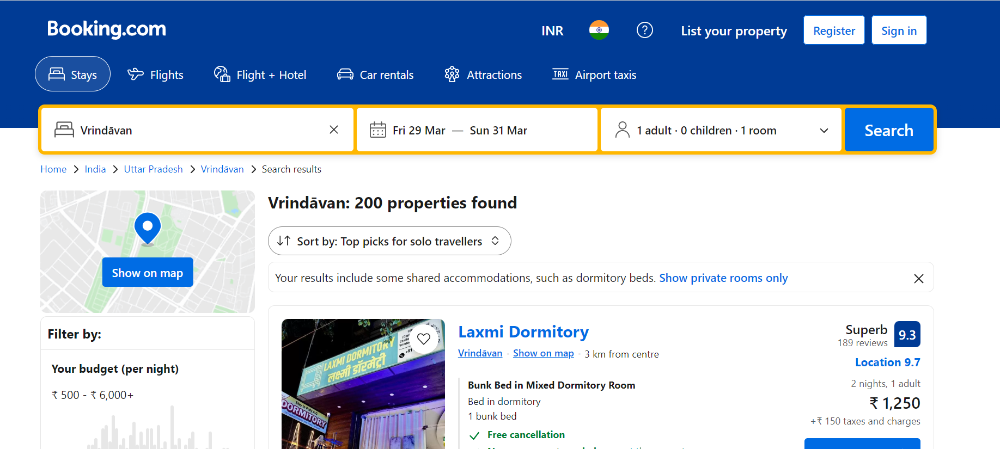 Booking.com
INR
List your property
Register
Sign in
Stays
Flights
Flight + Hotel
Car rentals
Attractions
TAXI Airport taxis
Vrindāvan
Fri 29 Mar — Sun 31 Mar
1 adult · 0 children · 1 room
Search
Home > India > Uttar Pradesh > Vrindāvan > Search results
Show on map
Filter by:
Your budget (per night)
₹ 500 - ₹ 6,000+
Vrindāvan: 200 properties found
Sort by: Top picks for solo travellers
Your results include some shared accommodations, such as dormitory beds. Show private rooms only
LAXMI DORMITORY
लक्ष्मी डॉरमेट्री
Stay in Fully A.C
DORMITORY
Laxmi Dormitory
Vrindāvan · Show on map · 3 km from centre
Bunk Bed in Mixed Dormitory Room
Bed in dormitory
1 bunk bed
Free cancellation
Superb
189 reviews
9.3
Location 9.7
2 nights, 1 adult
₹ 1,250
+₹ 150 taxes and charges